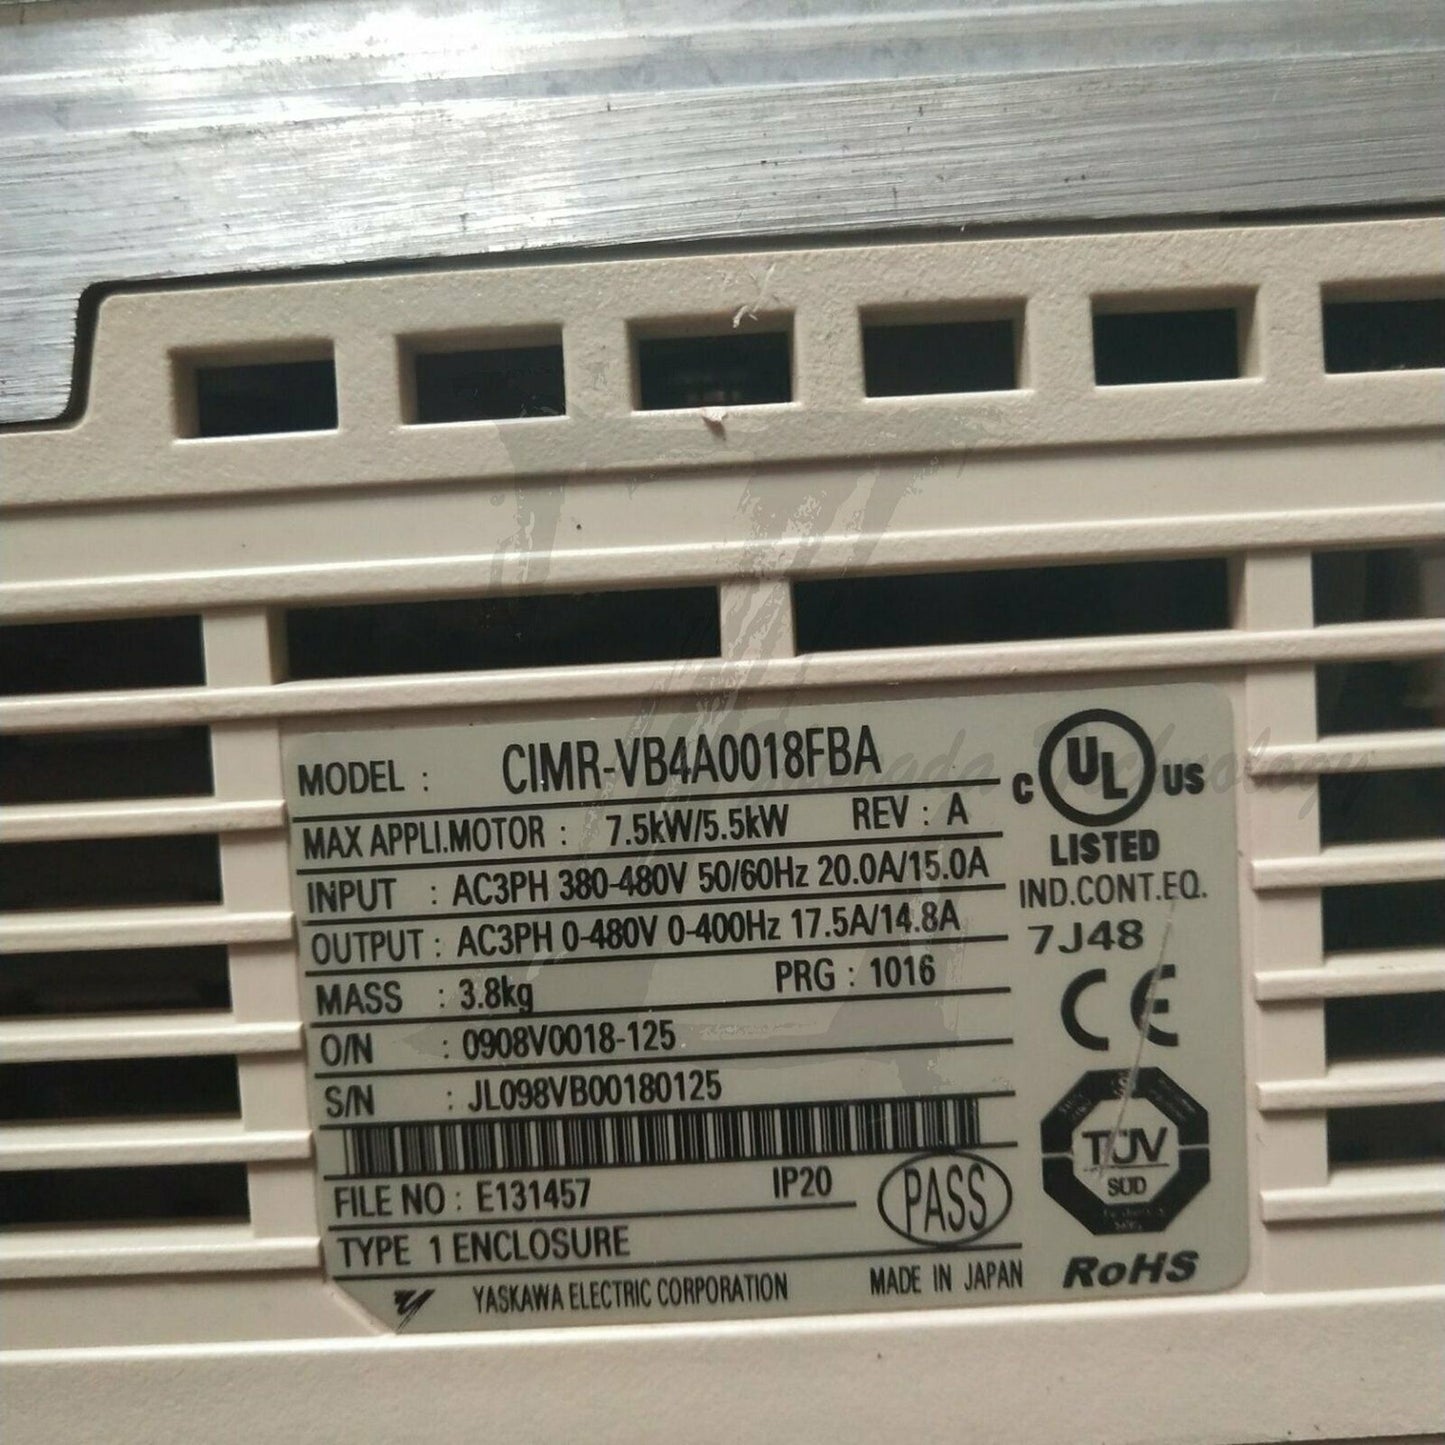 MODEL : CIMR-VB4A0018FBA
MAX APPLI.MOTOR : 7.5kW/5.5kW REV : A
INPUT : AC3PH 380-480V 50/60Hz 20.0A/15.0A
OUTPUT : AC3PH 0-480V 0-400Hz 17.5A/14.8A
MASS : 3.8kg PRG : 1016
O/N : 0908V0018-125
S/N : JL098VB00180125
FILE NO : E131457 IP20
TYPE 1 ENCLOSURE
PASS
YASKAWA ELECTRIC CORPORATION MADE IN JAPAN
C UL US
LISTED
IND.CONT.EQ.
7J48
CE
TÜV
SÜD
RoHS
Technology